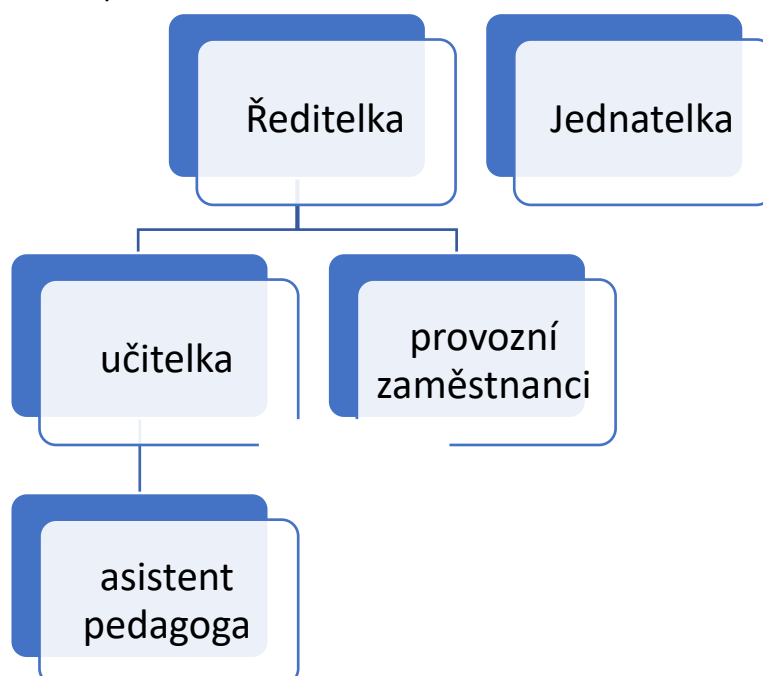 Ředitelka
Jednatelka
učitelka
provozní
zaměstnanci
asistent
pedagoga